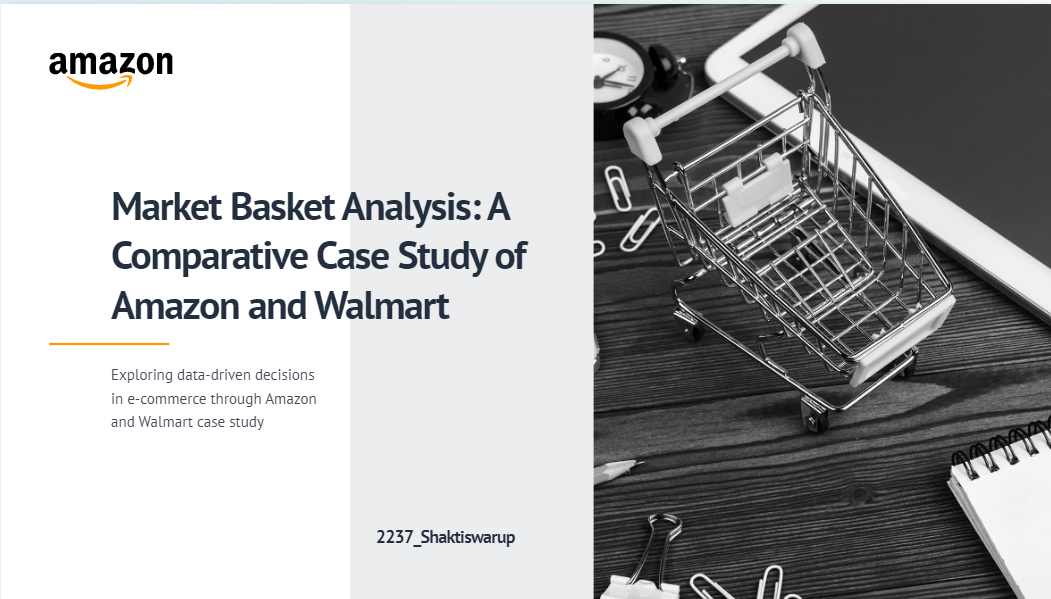 amazon
Market Basket Analysis: A
Comparative Case Study of
Amazon and Walmart
Exploring data-driven decisions
in e-commerce through Amazon
and Walmart case study
2237_Shaktiswarup